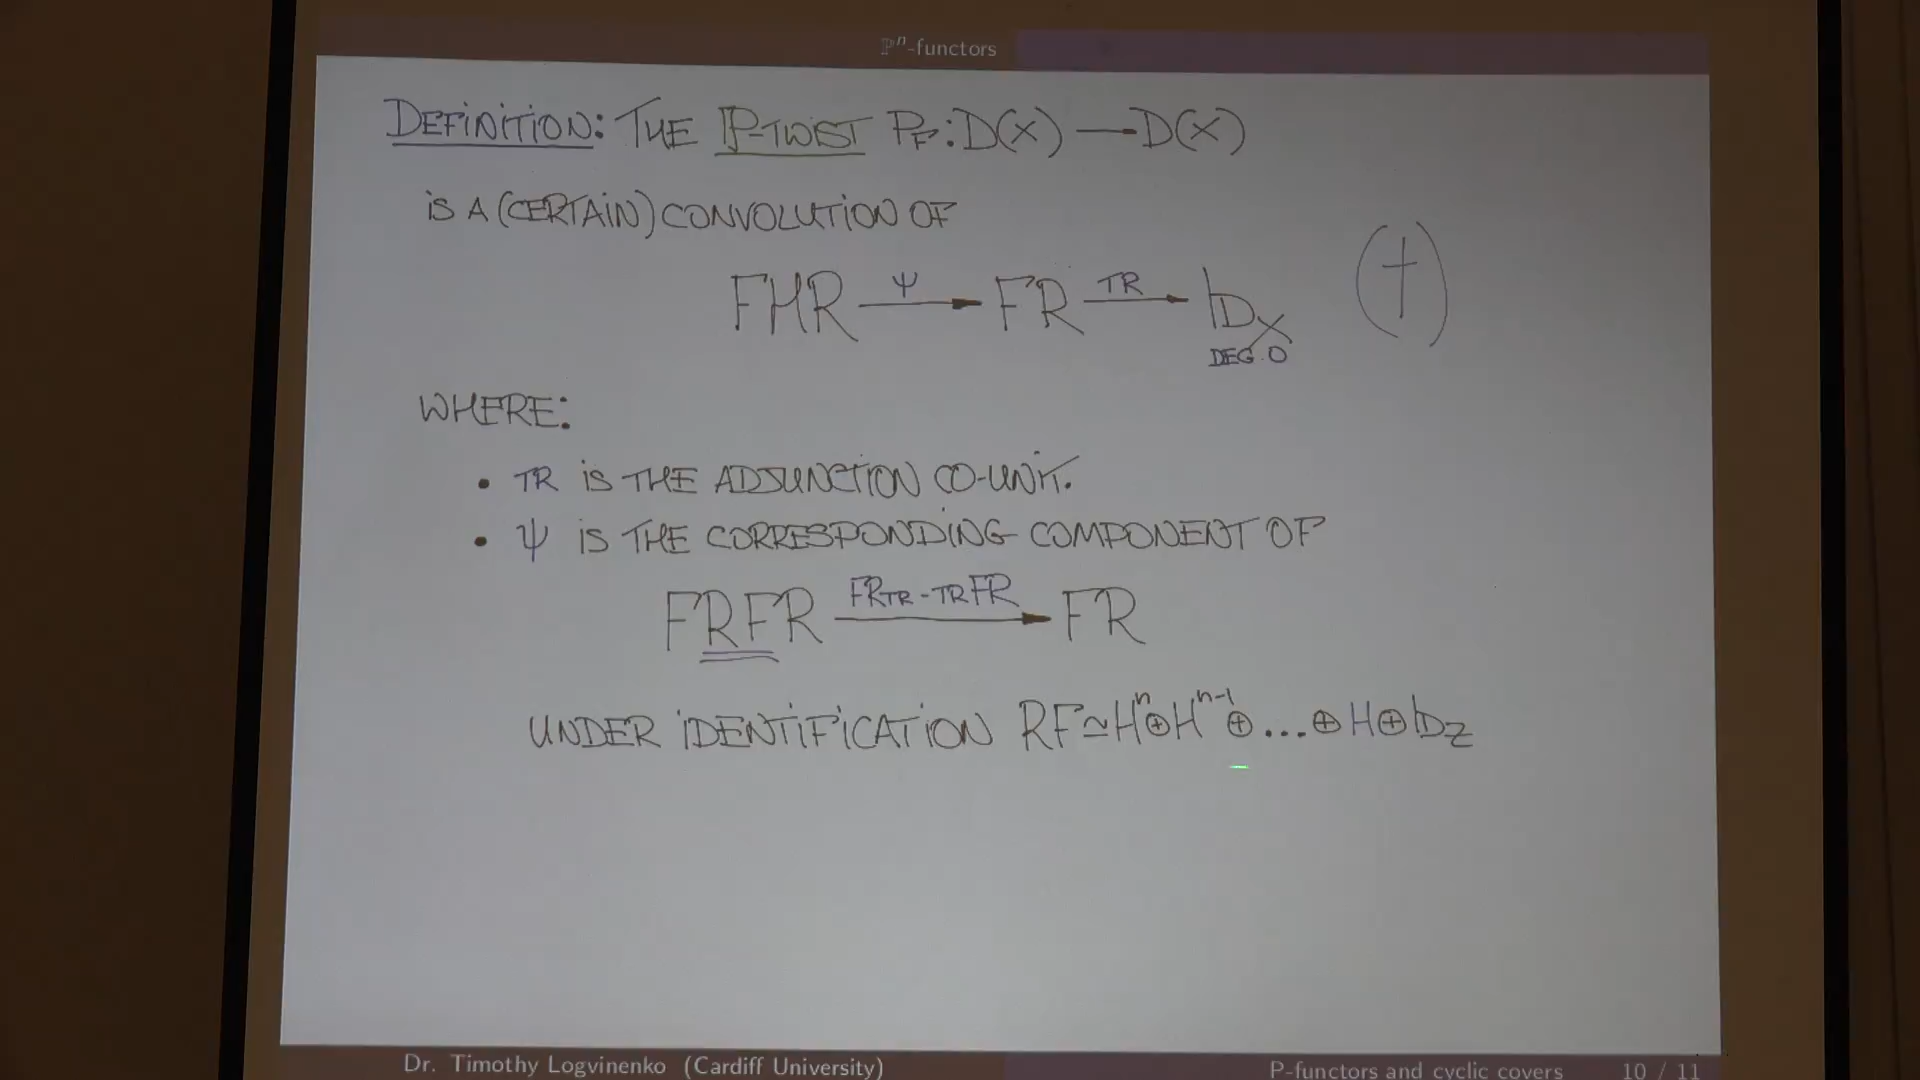 ℙⁿ-functors
DEFINITION: THE ℙ-TWIST P_F : D(X) → D(X)
IS A (CERTAIN) CONVOLUTION OF
FHR —ψ→ FR —TR→ ID_X (†)
DEG. 0
WHERE:
• TR IS THE ADJUNCTION CO-UNIT.
• ψ IS THE CORRESPONDING COMPONENT OF
FRFR —FRTR - TRFR→ FR
UNDER IDENTIFICATION RF ≃ Hⁿ ⊕ Hⁿ⁻¹ ⊕ ... ⊕ H ⊕ ID_Z
Dr. Timothy Logvinenko (Cardiff University) P-functors and cyclic covers 10 / 11